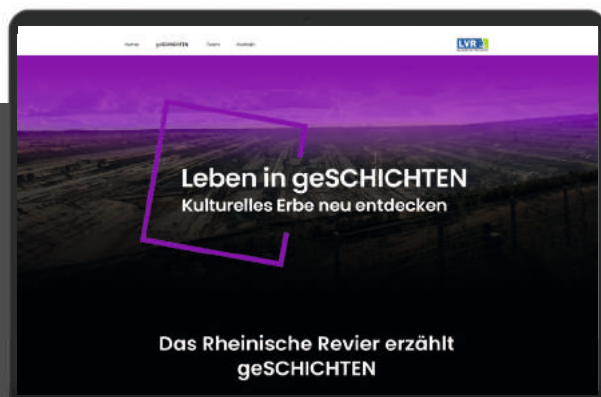 Home geSCHICHTEN Team Kontakt
LVR
Leben in geSCHICHTEN
Kulturelles Erbe neu entdecken
Das Rheinische Revier erzählt
geSCHICHTEN